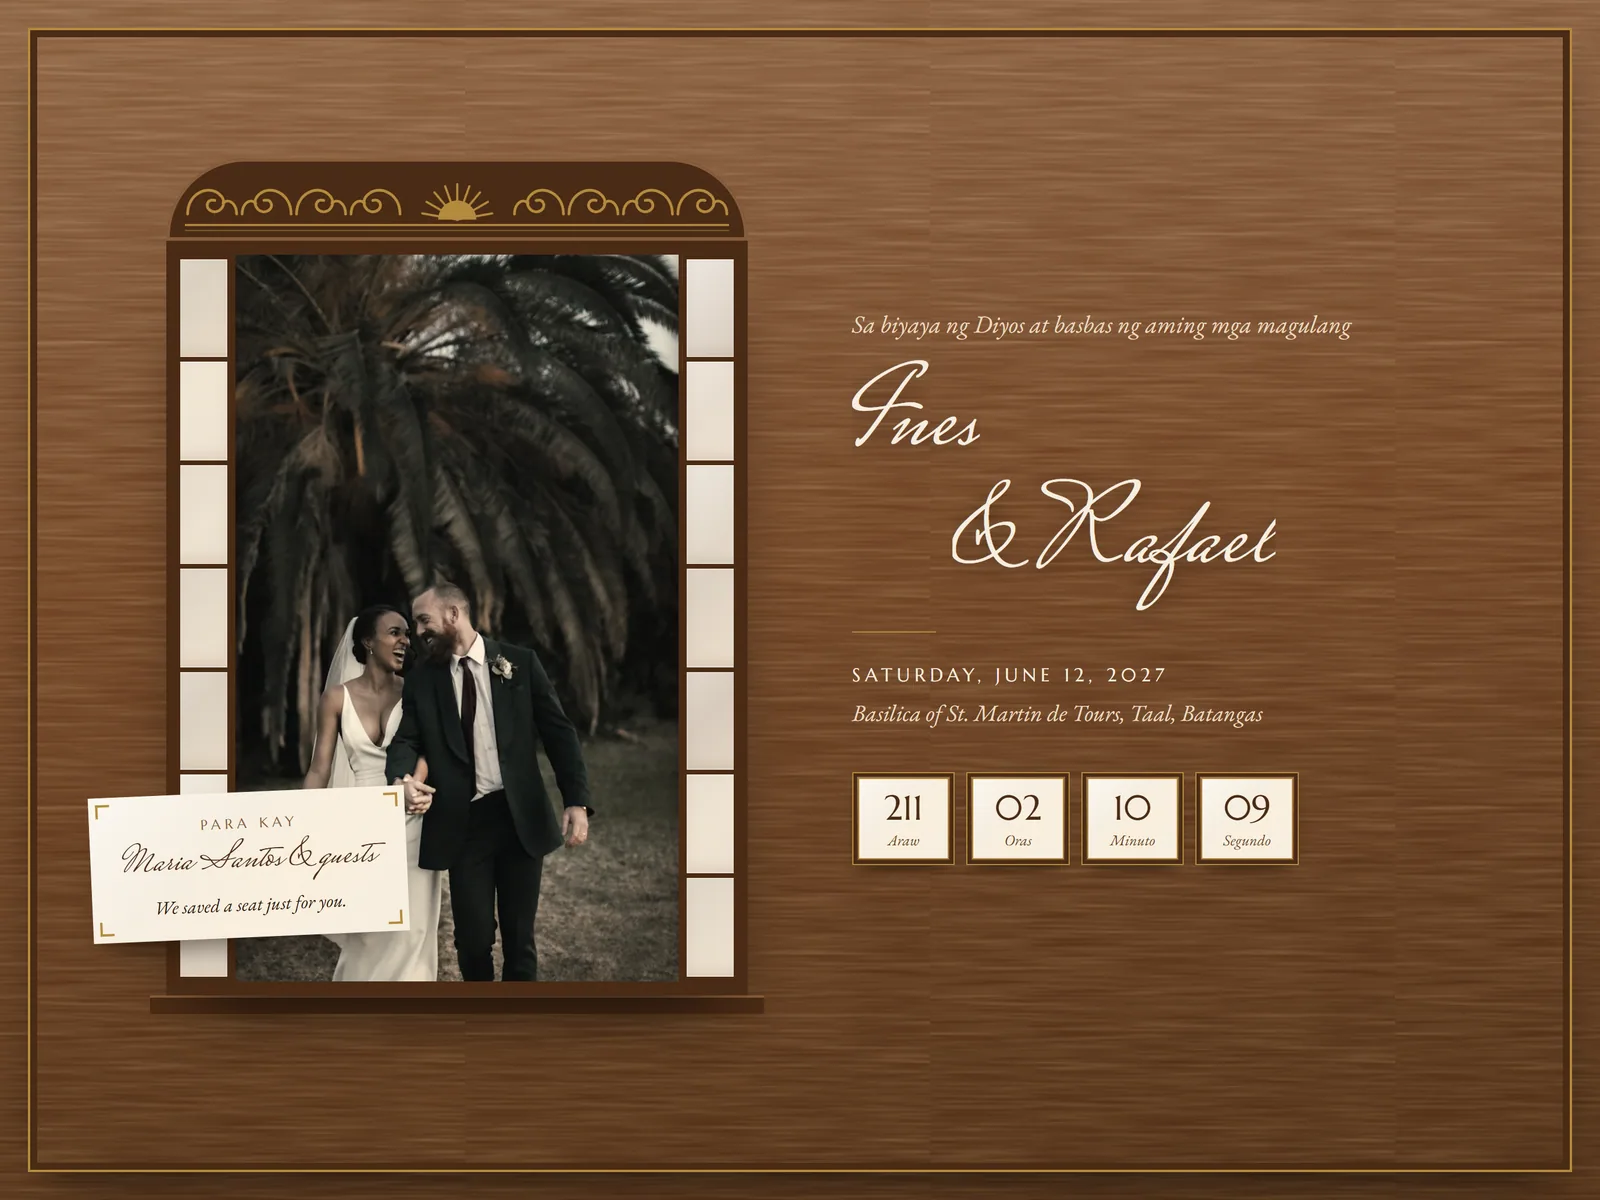 Sa biyaya ng Diyos at basbas ng aming mga magulang
Ines
& Rafael
SATURDAY, JUNE 12, 2027
Basilica of St. Martin de Tours, Taal, Batangas
211 02 10 09
Araw Oras Minuto Segundo
PARA KAY
Maria Santos & guests
We saved a seat just for you.